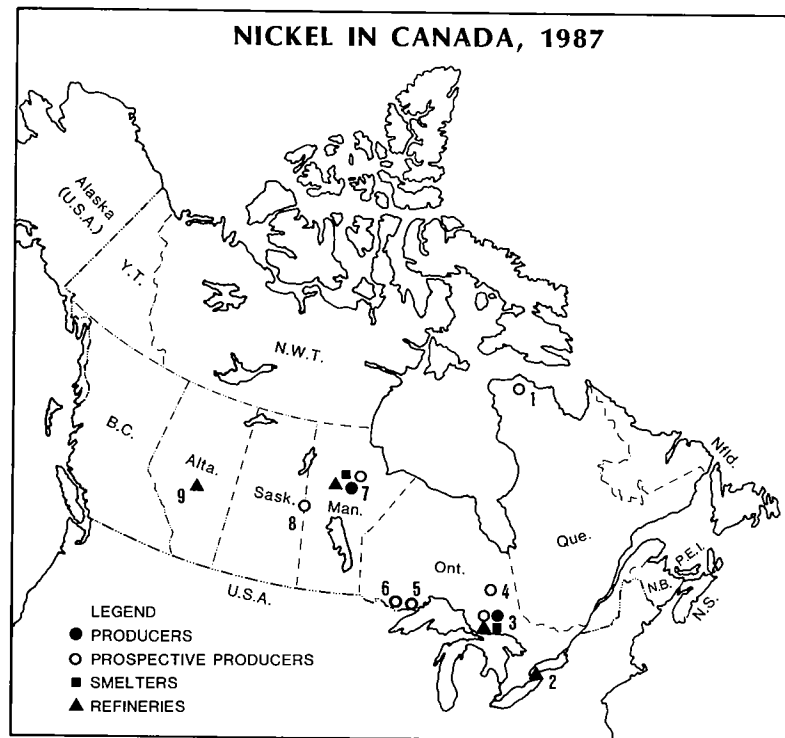 NICKEL IN CANADA, 1987
Alaska
(U.S.A.)
Y.T.
N.W.T.
1
B.C.
Alta.
9
Sask.
8
7
Man.
Nfld.
Que.
P.E.I.
N.B.
N.S.
Ont.
4
6
5
3
2
U.S.A.
LEGEND
PRODUCERS
PROSPECTIVE PRODUCERS
SMELTERS
REFINERIES